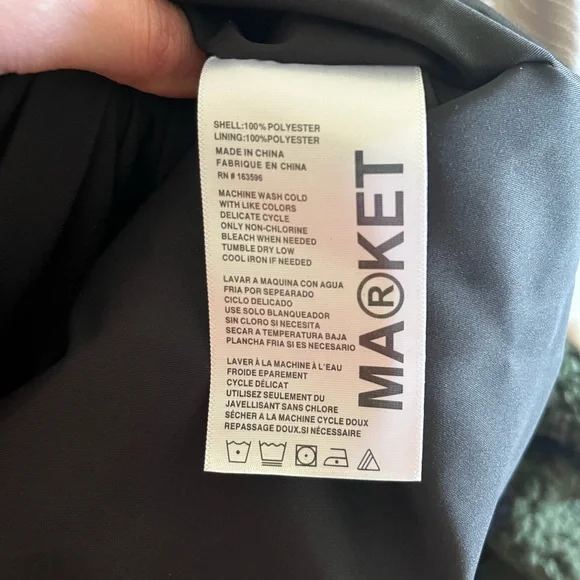 SHELL:100% POLYESTER
LINING:100%POLYESTER
MADE IN CHINA
FABRIQUE EN CHINA
RN # 163596
MACHINE WASH COLD
WITH LIKE COLORS
DELICATE CYCLE
ONLY NON-CHLORINE
BLEACH WHEN NEEDED
TUMBLE DRY LOW
COOL IRON IF NEEDED
LAVAR A MAQUINA CON AGUA
FRIA POR SEPEARADO
CICLO DELICADO
USE SOLO BLANQUEADOR
SIN CLORO SI NECESITA
SECAR A TEMPERATURA BAJA
PLANCHA FRIA SI ES NECESARIO
LAVER À LA MACHINE À L'EAU
FROIDE EPAREMENT
CYCLE DÉLICAT
UTILISEZ SEULEMENT DU
JAVELLISANT SANS CHLORE
SÉCHER À LA MACHINE CYCLE DOUX
REPASSAGE DOUX.SI NÉCESSAIRE
MA®KET